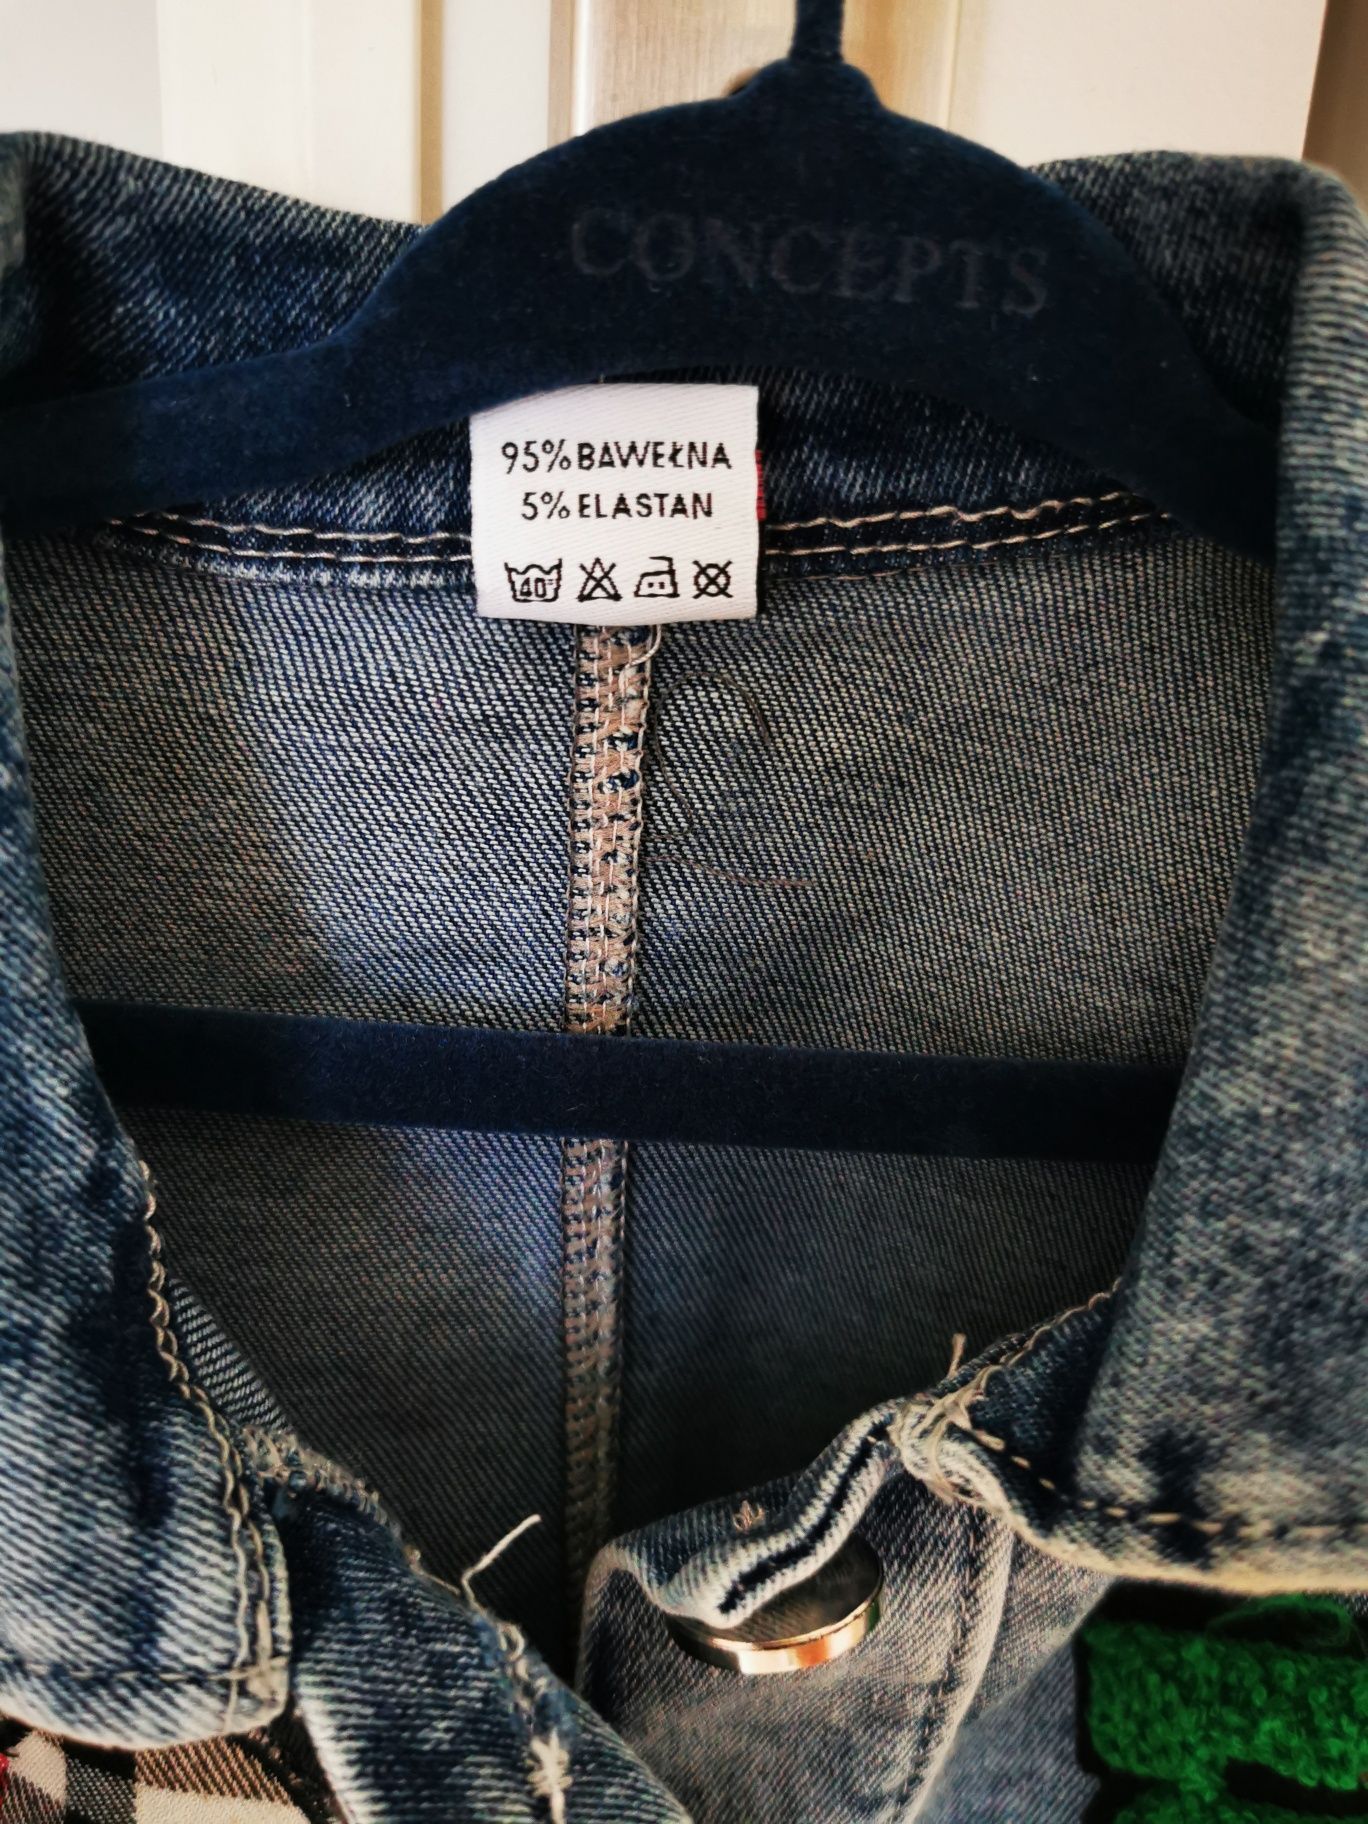 CONCEPTS
95% BAWEŁNA
5% ELASTAN
40°